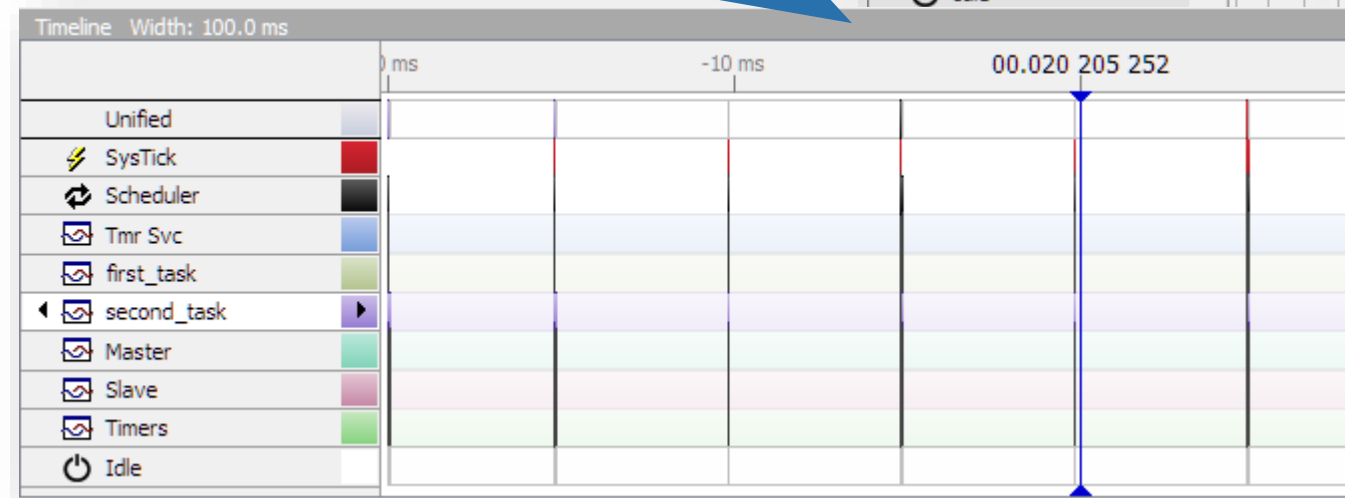 Timeline Width: 100.0 ms
0 ms -10 ms 00.020 205 252
Unified
SysTick
Scheduler
Tmr Svc
first_task
second_task
Master
Slave
Timers
Idle